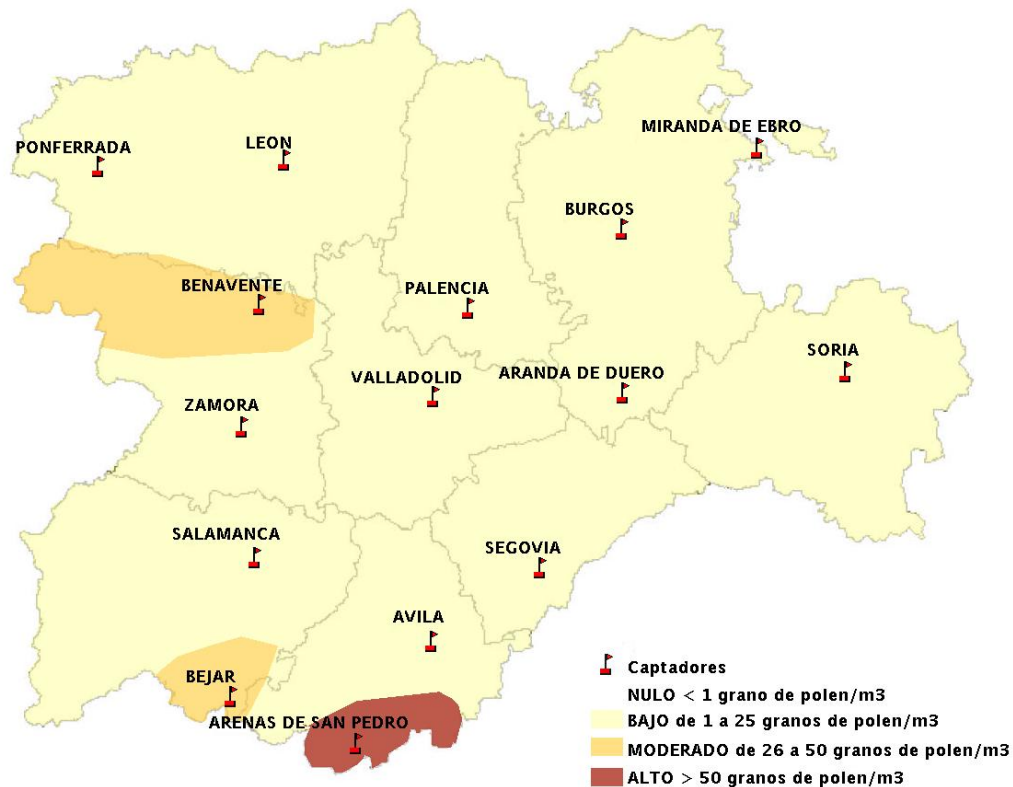 MIRANDA DE EBRO
PONFERRADA
LEON
BURGOS
BENAVENTE
PALENCIA
SORIA
VALLADOLID
ARANDA DE DUERO
ZAMORA
SALAMANCA
SEGOVIA
AVILA
BEJAR
ARENAS DE SAN PEDRO
Captadores
NULO < 1 grano de polen/m3
BAJO de 1 a 25 granos de polen/m3
MODERADO de 26 a 50 granos de polen/m3
ALTO > 50 granos de polen/m3